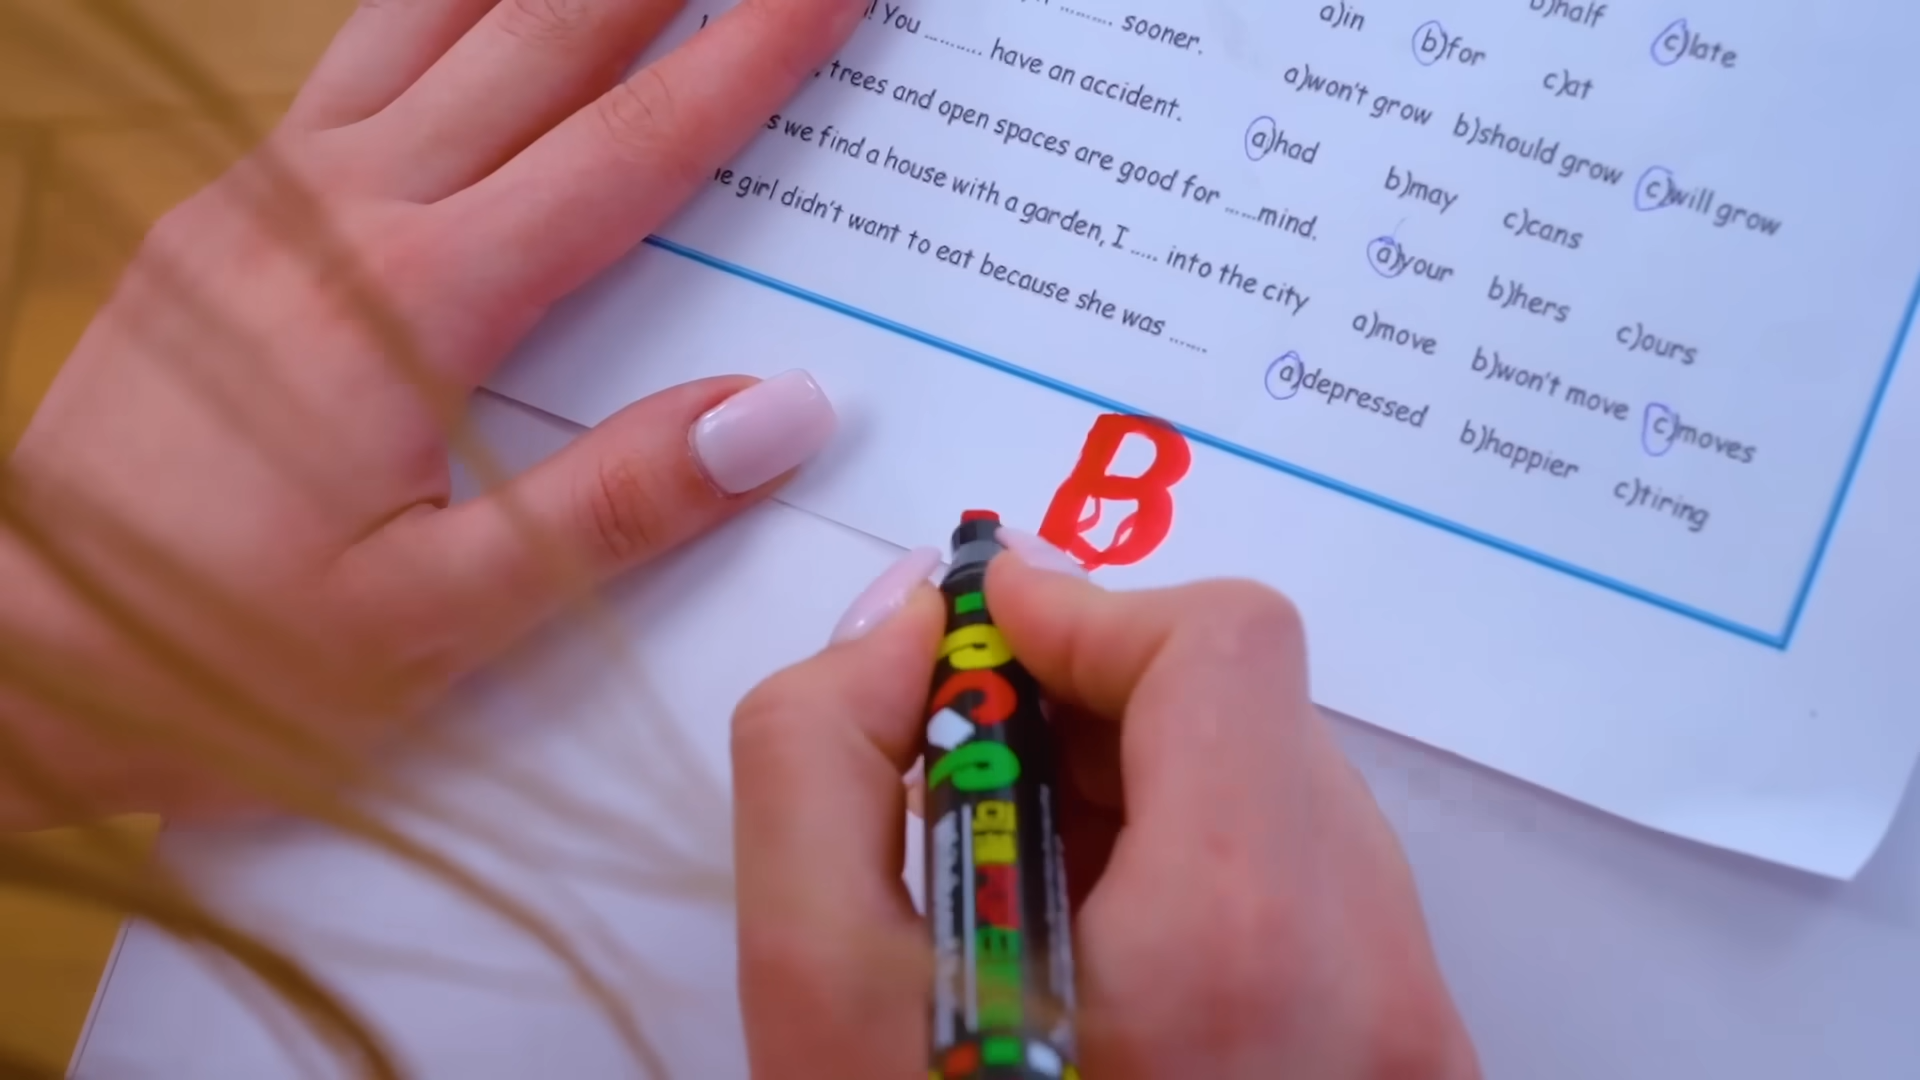 b)half c)late
a)in b)for c)at
.......... sooner. a)won't grow b)should grow c)will grow
! You .......... have an accident. a)had b)may c)cans
, trees and open spaces are good for ......mind. a)your b)hers c)ours
s we find a house with a garden, I ..... into the city a)move b)won't move c)moves
girl didn't want to eat because she was ....... a)depressed b)happier c)tiring
B